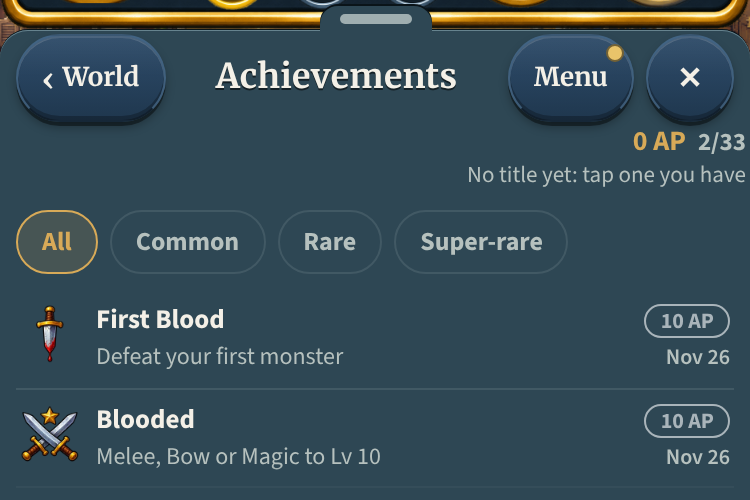 ‹ World
Achievements
Menu
×
0 AP 2/33
No title yet: tap one you have
All
Common
Rare
Super-rare
First Blood
10 AP
Defeat your first monster
Nov 26
Blooded
10 AP
Melee, Bow or Magic to Lv 10
Nov 26